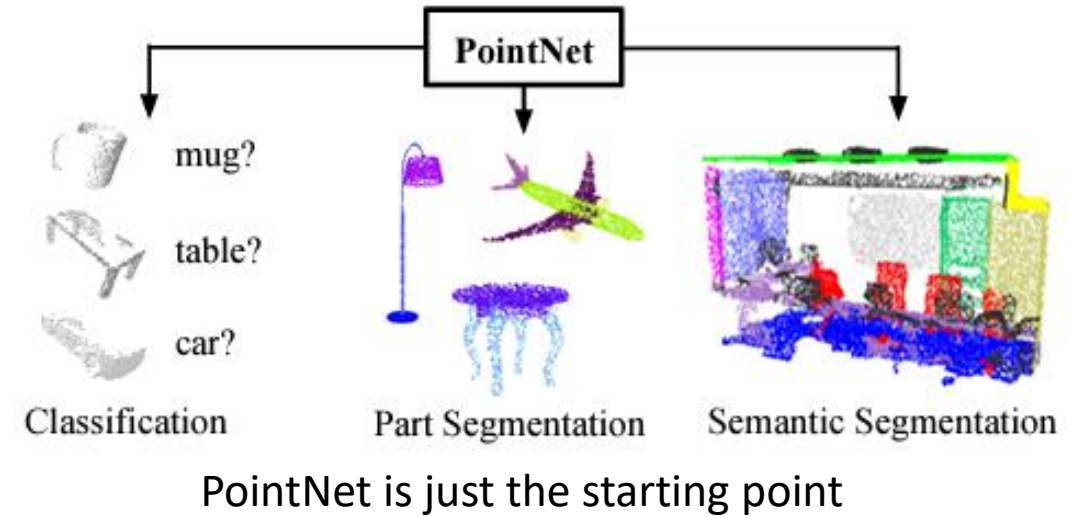 PointNet
mug?
table?
car?
Classification
Part Segmentation
Semantic Segmentation
PointNet is just the starting point